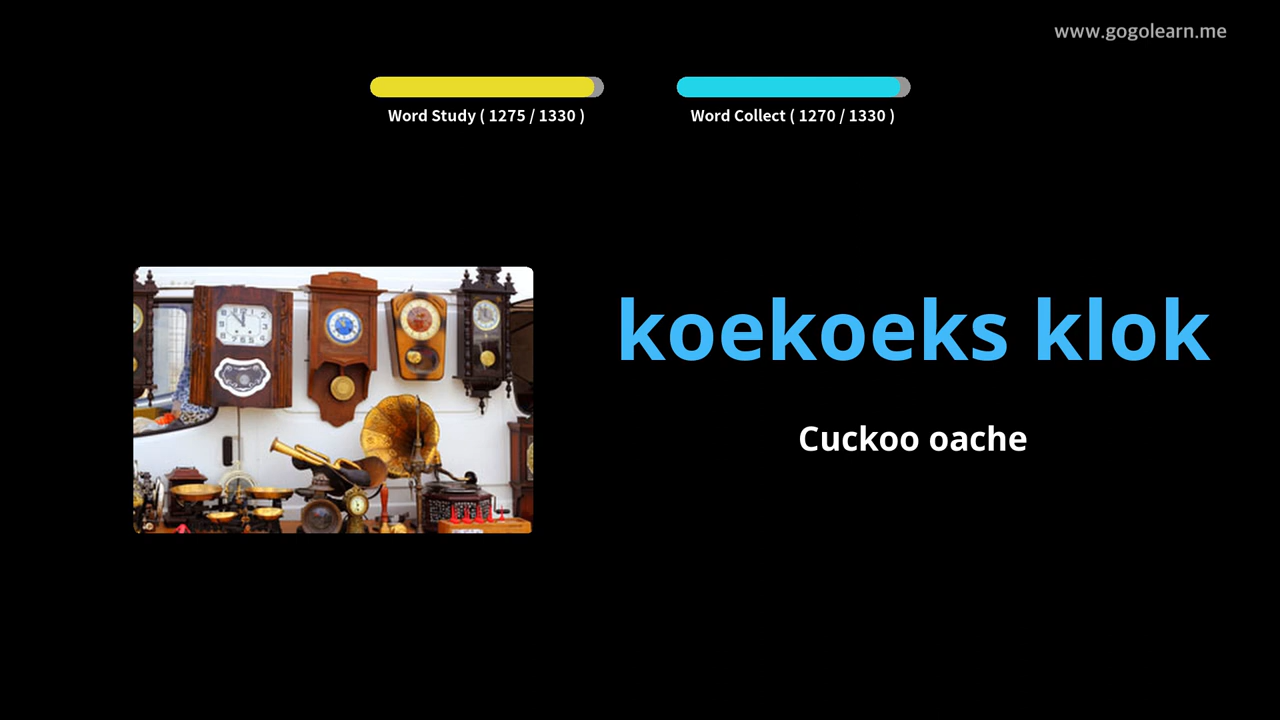 www.gogolearn.me
Word Study ( 1275 / 1330 )
Word Collect ( 1270 / 1330 )
koekoeks klok
Cuckoo oache